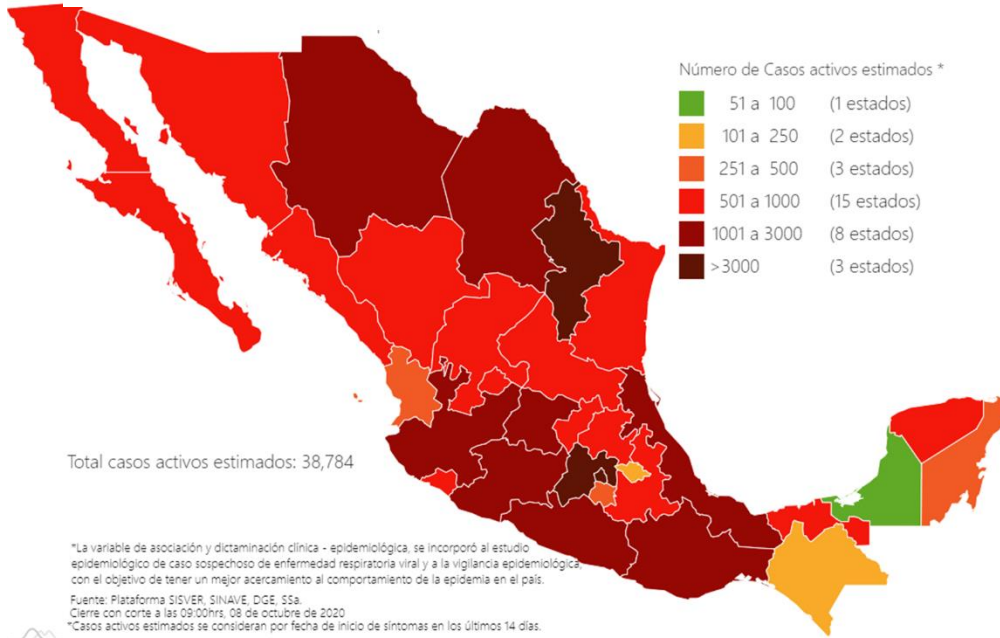 Número de Casos activos estimados *
51 a 100 (1 estados)
101 a 250 (2 estados)
251 a 500 (3 estados)
501 a 1000 (15 estados)
1001 a 3000 (8 estados)
>3000 (3 estados)
Total casos activos estimados: 38,784
*La variable de asociación y dictaminación clínica - epidemiológica, se incorporó al estudio
epidemiológico de caso sospechoso de enfermedad respiratoria viral y a la vigilancia epidemiológica,
con el objetivo de tener un mejor acercamiento al comportamiento de la epidemia en el país.
Fuente: Plataforma SISVER, SINAVE, DGE, SSa.
Cierre con corte a las 09:00hrs, 08 de octubre de 2020
*Casos activos estimados se consideran por fecha de inicio de síntomas en los últimos 14 días.